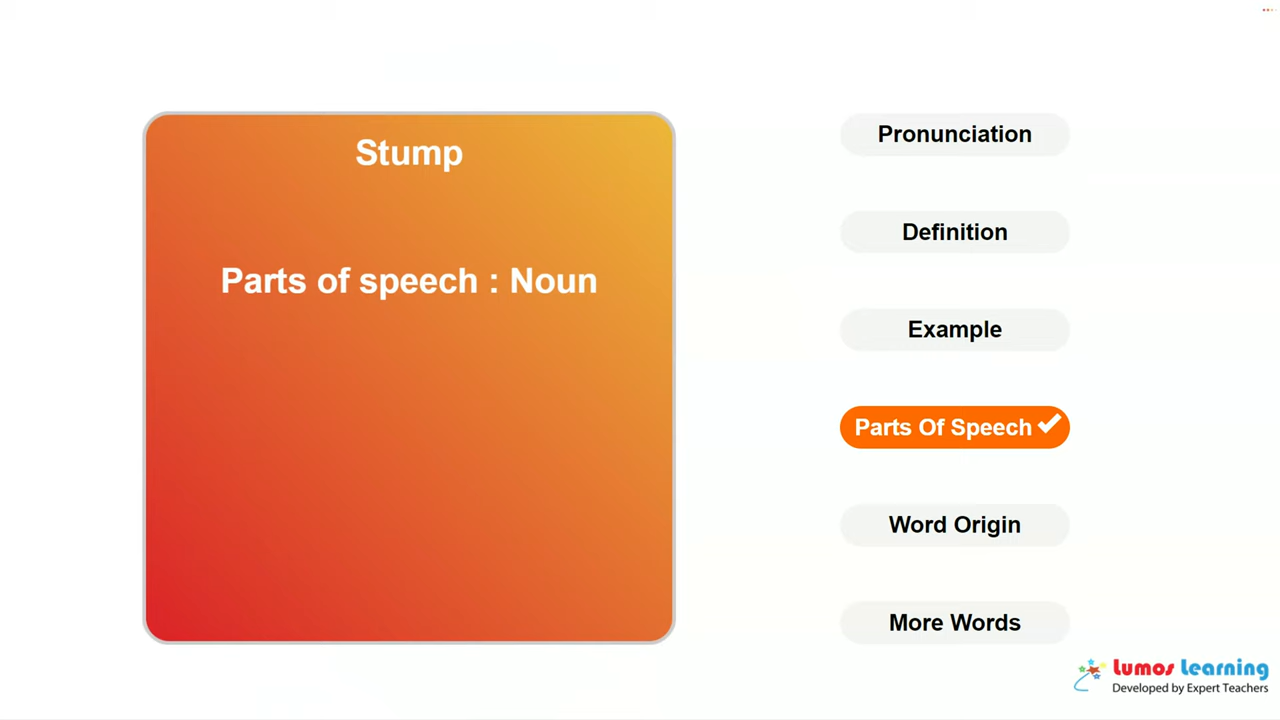 Stump
Parts of speech : Noun
Pronunciation
Definition
Example
Parts Of Speech
Word Origin
More Words
Lumos Learning
Developed by Expert Teachers